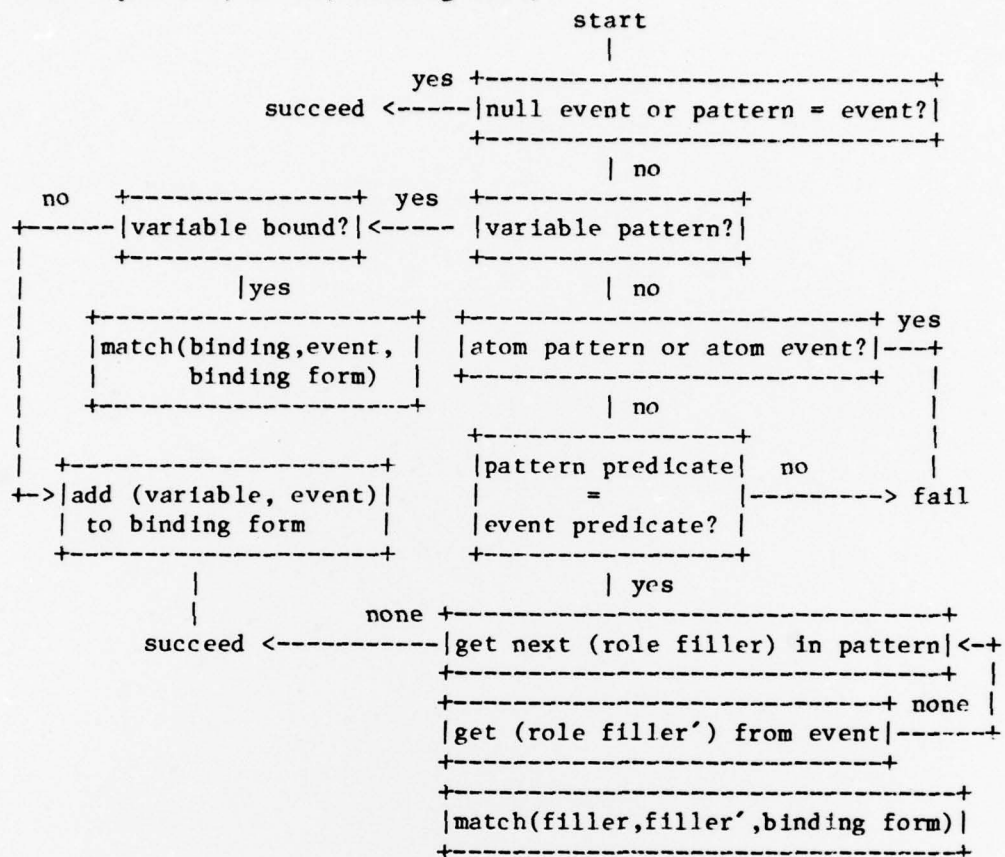 start
yes
succeed <-----|null event or pattern = event?|
| no
no yes
|variable bound?|<----- |variable pattern?|
|yes | no
yes
|match(binding,event, |atom pattern or atom event?|---+
binding form)
| no
|pattern predicate| no
+->|add (variable, event)| | = |---------> fail
| to binding form | |event predicate? |
| yes
none
succeed <----------|get next (role filler) in pattern|<-+
none
|get (role filler′) from event|------+
|match(filler,filler′,binding form)|